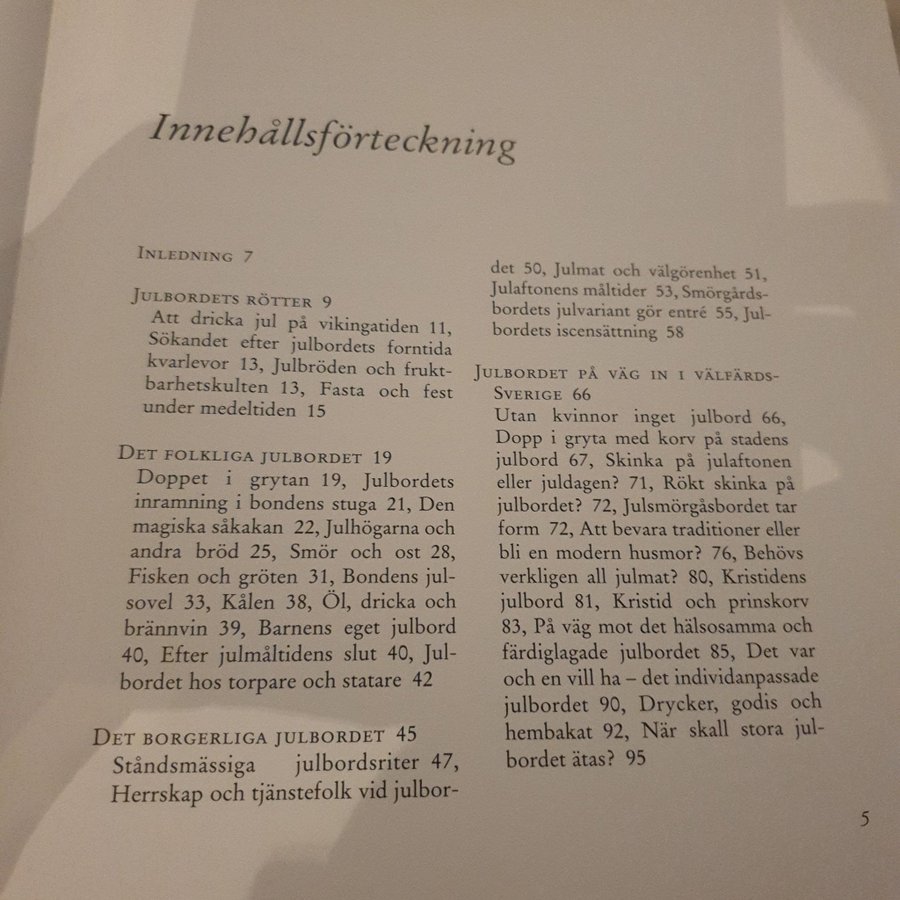 Innehållsförteckning
INLEDNING 7
JULBORDETS RÖTTER 9
Att dricka jul på vikingatiden 11,
Sökandet efter julbordets forntida
kvarlevor 13, Julbröden och frukt-
barhetskulten 13, Fasta och fest
under medeltiden 15
DET FOLKLIGA JULBORDET 19
Doppet i grytan 19, Julbordets
inramning i bondens stuga 21, Den
magiska såkakan 22, Julhögarna och
andra bröd 25, Smör och ost 28,
Fisken och gröten 31, Bondens jul-
sovel 33, Kålen 38, Öl, dricka och
brännvin 39, Barnens eget julbord
40, Efter julmåltidens slut 40, Jul-
bordet hos torpare och statare 42
DET BORGERLIGA JULBORDET 45
Ståndsmässiga julbordsriter 47,
Herrskap och tjänstefolk vid julbor-
det 50, Julmat och välgörenhet 51,
Julaftonens måltider 53, Smörgårds-
bordets julvariant gör entré 55, Jul-
bordets iscensättning 58
JULBORDET PÅ VÄG IN I VÄLFÄRDS-
SVERIGE 66
Utan kvinnor inget julbord 66,
Dopp i gryta med korv på stadens
julbord 67, Skinka på julaftonen
eller juldagen? 71, Rökt skinka på
julbordet? 72, Julsmörgåsbordet tar
form 72, Att bevara traditioner eller
bli en modern husmor? 76, Behövs
verkligen all julmat? 80, Kristidens
julbord 81, Kristid och prinskorv
83, På väg mot det hälsosamma och
färdiglagade julbordet 85, Det var
och en vill ha – det individanpassade
julbordet 90, Drycker, godis och
hembakat 92, När skall stora jul-
bordet ätas? 95
5